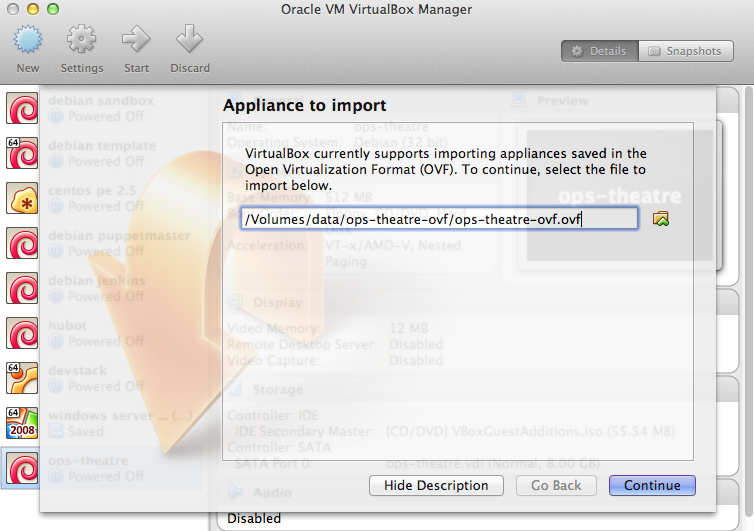 Oracle VM VirtualBox Manager
New
Settings
Start
Discard
Details
Snapshots
debian sandbox
Powered Off
64
debian template
Powered Off
centos pe 2.5
Powered Off
debian puppetmaster
Powered Off
debian jenkins
Powered Off
hubot
Powered Off
64
devstack
Powered Off
64
2008
windows server ... (...)
Saved
ops-theatre
Powered Off
Appliance to import
Preview
Name: ops-theatre
Operating System: Debian (32 bit)
VirtualBox currently supports importing appliances saved in the
Open Virtualization Format (OVF). To continue, select the file to
import below.
Base Memory: 512 MB
ops-theatre
/Volumes/data/ops-theatre-ovf/ops-theatre-ovf.ovf
Acceleration: VT-x/AMD-V, Nested
Paging
Display
Video Memory: 12 MB
Remote Desktop Server: Disabled
Video Capture: Disabled
Storage
Controller: IDE
IDE Secondary Master: [CD/DVD] VBoxGuestAdditions.iso (55.54 MB)
Controller: SATA
SATA Port 0: ops-theatre.vdi (Normal, 8.00 GB)
Hide Description
Go Back
Continue
Audio
Disabled